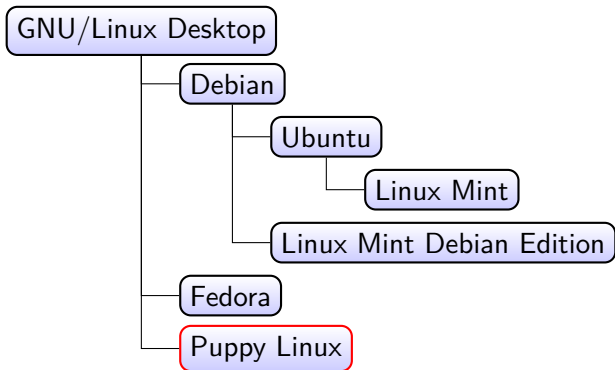 GNU/Linux Desktop
Debian
Ubuntu
Linux Mint
Linux Mint Debian Edition
Fedora
Puppy Linux